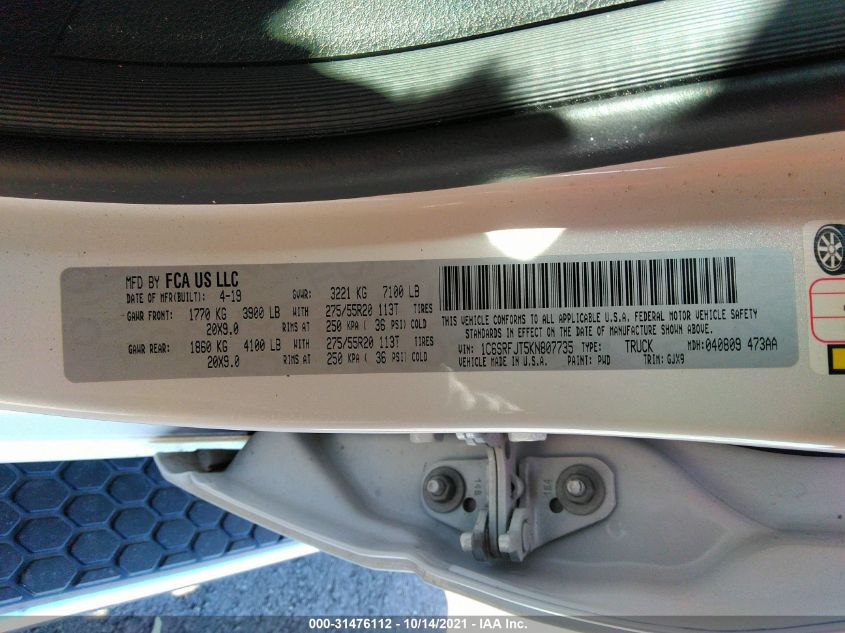 MFD BY FCA US LLC
DATE OF MFR(BUILT): 4-19 GVWR: 3221 KG 7100 LB
GAWR FRONT: 1770 KG 3900 LB WITH 275/55R20 113T TIRES
20X9.0 RIMS AT 250 KPA ( 36 PSI) COLD
GAWR REAR: 1860 KG 4100 LB WITH 275/55R20 113T TIRES
20X9.0 RIMS AT 250 KPA ( 36 PSI) COLD
THIS VEHICLE CONFORMS TO ALL APPLICABLE U.S.A. FEDERAL MOTOR VEHICLE SAFETY
STANDARDS IN EFFECT ON THE DATE OF MANUFACTURE SHOWN ABOVE.
VIN: 1C6SRFJT5KN807735 TYPE: TRUCK MDH: 040809 473AA
VEHICLE MADE IN U.S.A. PAINT: PWD TRIM: GJX9
148
184
000-31476112 - 10/14/2021 - IAA Inc.